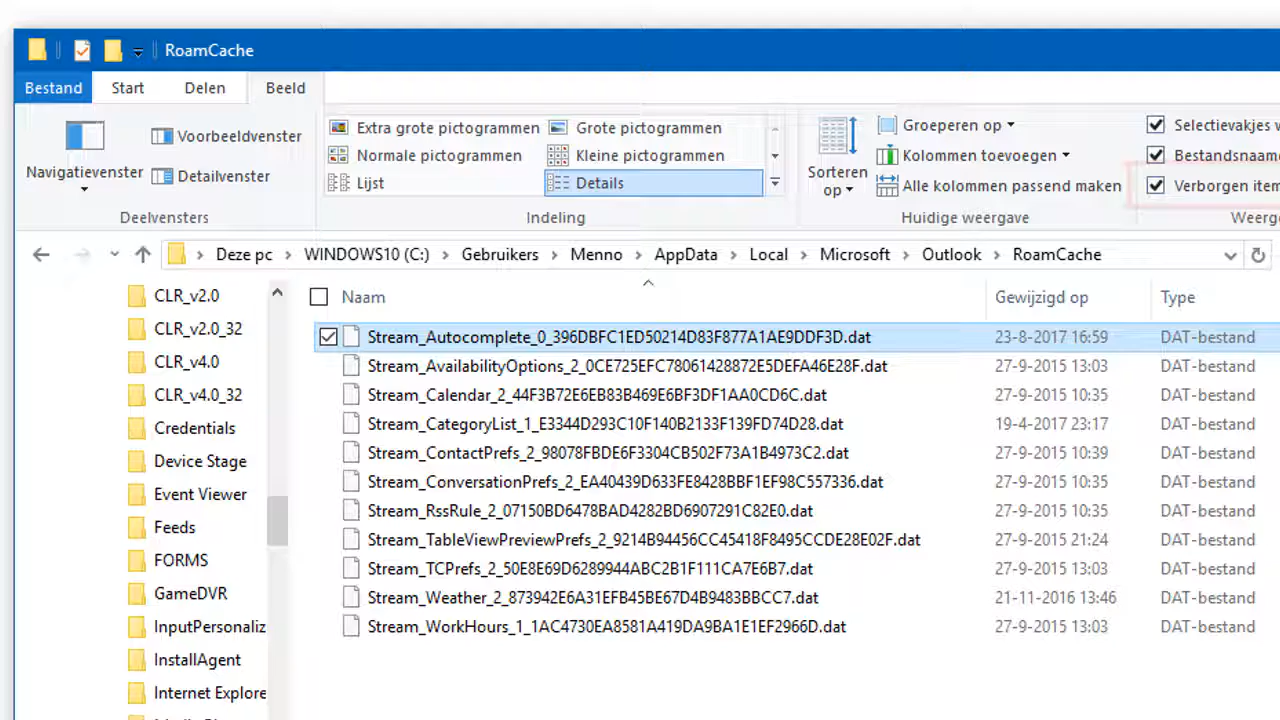 RoamCache
Bestand Start Delen Beeld
Navigatievenster
Voorbeeldvenster
Detailvenster
Deelvensters
Extra grote pictogrammen Grote pictogrammen
Normale pictogrammen Kleine pictogrammen
Lijst Details
Indeling
Sorteren
op
Groeperen op
Kolommen toevoegen
Alle kolommen passend maken
Huidige weergave
Selectievakjes
Verborgen
Deze pc > WINDOWS10 (C:) > Gebruikers > Menno > AppData > Local > Microsoft > Outlook > RoamCache
CLR_v2.0
CLR_v2.0_32
CLR_v4.0
CLR_v4.0_32
Credentials
Device Stage
Event Viewer
Feeds
FORMS
GameDVR
InputPersonaliz
InstallAgent
Internet Explore
Naam Gewijzigd op Type
Stream_Autocomplete_0_396DBFC1ED50214D83F877A1AE9DDF3D.dat 23-8-2017 16:59 DAT-bestand
Stream_AvailabilityOptions_2_0CE725EFC78061428872E5DEFA46E28F.dat 27-9-2015 13:03 DAT-bestand
Stream_Calendar_2_44F3B72E6EB83B469E6BF3DF1AA0CD6C.dat 27-9-2015 10:35 DAT-bestand
Stream_CategoryList_1_E3344D293C10F140B2133F139FD74D28.dat 19-4-2017 23:17 DAT-bestand
Stream_ContactPrefs_2_98078FBDE6F3304CB502F73A1B4973C2.dat 27-9-2015 10:39 DAT-bestand
Stream_ConversationPrefs_2_EA40439D633FE8428BBF1EF98C557336.dat 27-9-2015 10:35 DAT-bestand
Stream_RssRule_2_07150BD6478BAD4282BD6907291C82E0.dat 27-9-2015 10:35 DAT-bestand
Stream_TableViewPreviewPrefs_2_9214B94456CC45418F8495CCDE28E02F.dat 27-9-2015 21:24 DAT-bestand
Stream_TCPrefs_2_50E8E69D6289944ABC2B1F111CA7E6B7.dat 27-9-2015 13:03 DAT-bestand
Stream_Weather_2_873942E6A31EFB45BE67D4B9483BBCC7.dat 21-11-2016 13:46 DAT-bestand
Stream_WorkHours_1_1AC4730EA8581A419DA9BA1E1EF2966D.dat 27-9-2015 13:03 DAT-bestand